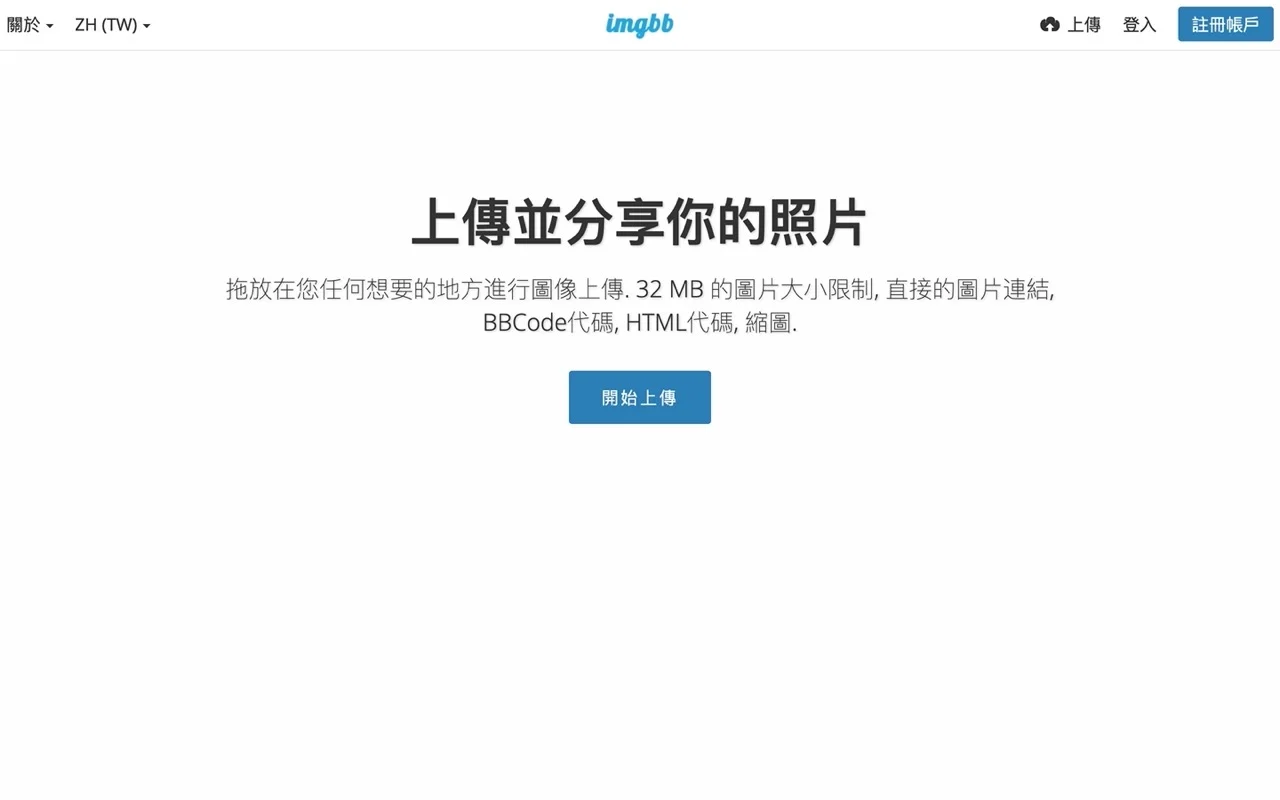 關於
ZH (TW)
imgbb
上傳
登入
註冊帳戶
上傳並分享你的照片
拖放在您任何想要的地方進行圖像上傳. 32 MB 的圖片大小限制, 直接的圖片連結,
BBCode代碼, HTML代碼, 縮圖.
開始上傳